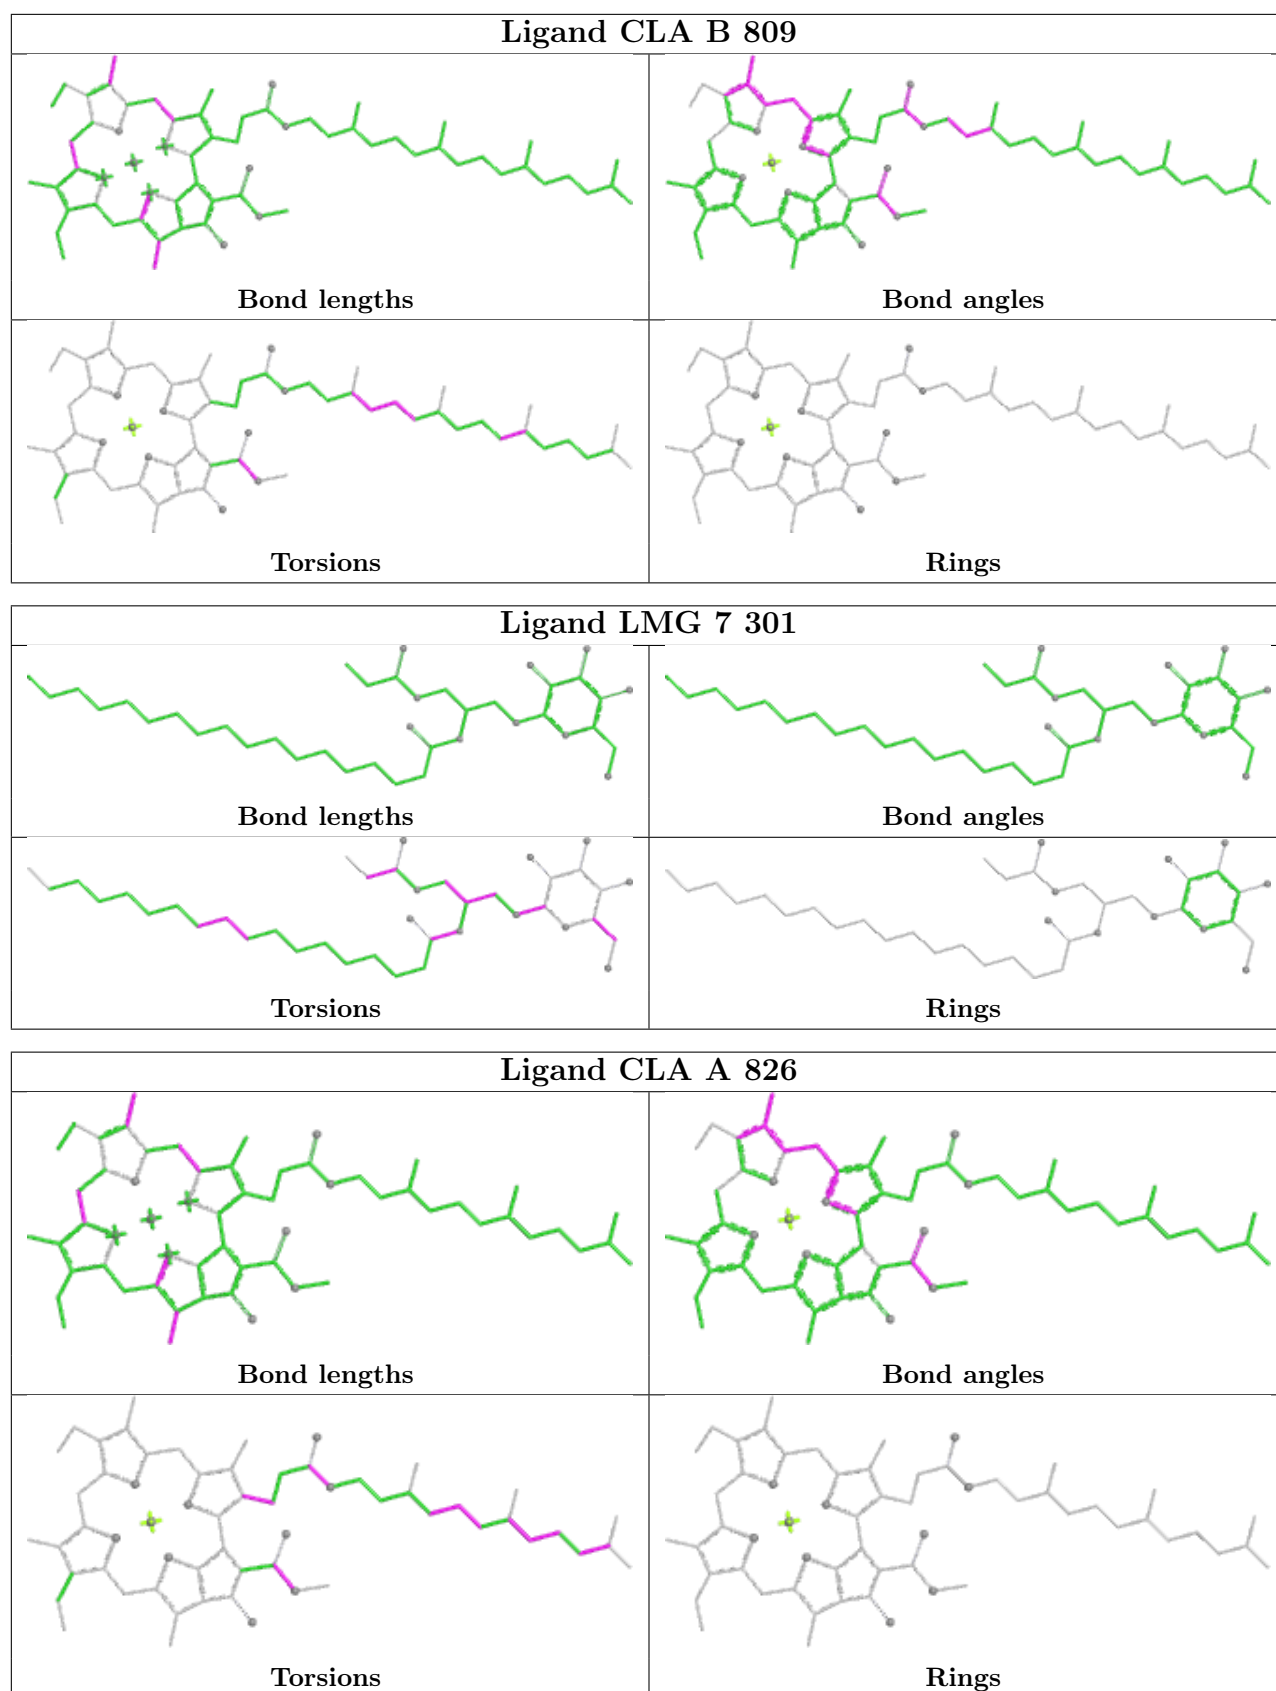 Ligand CLA B 809
Bond lengths
Bond angles
Torsions
Rings
Ligand LMG 7 301
Bond lengths
Bond angles
Torsions
Rings
Ligand CLA A 826
Bond lengths
Bond angles
Torsions
Rings